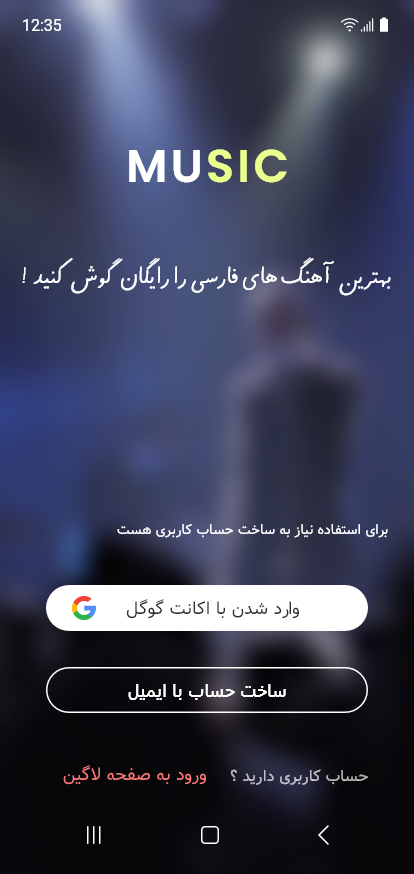 12:35
MUSIC
بهترین آهنگ های فارسی را رایگان گوش کنید !
برای استفاده نیاز به ساخت حساب کاربری هست
وارد شدن با اکانت گوگل
ساخت حساب با ایمیل
حساب کاربری دارید ؟ ورود به صفحه لاگین